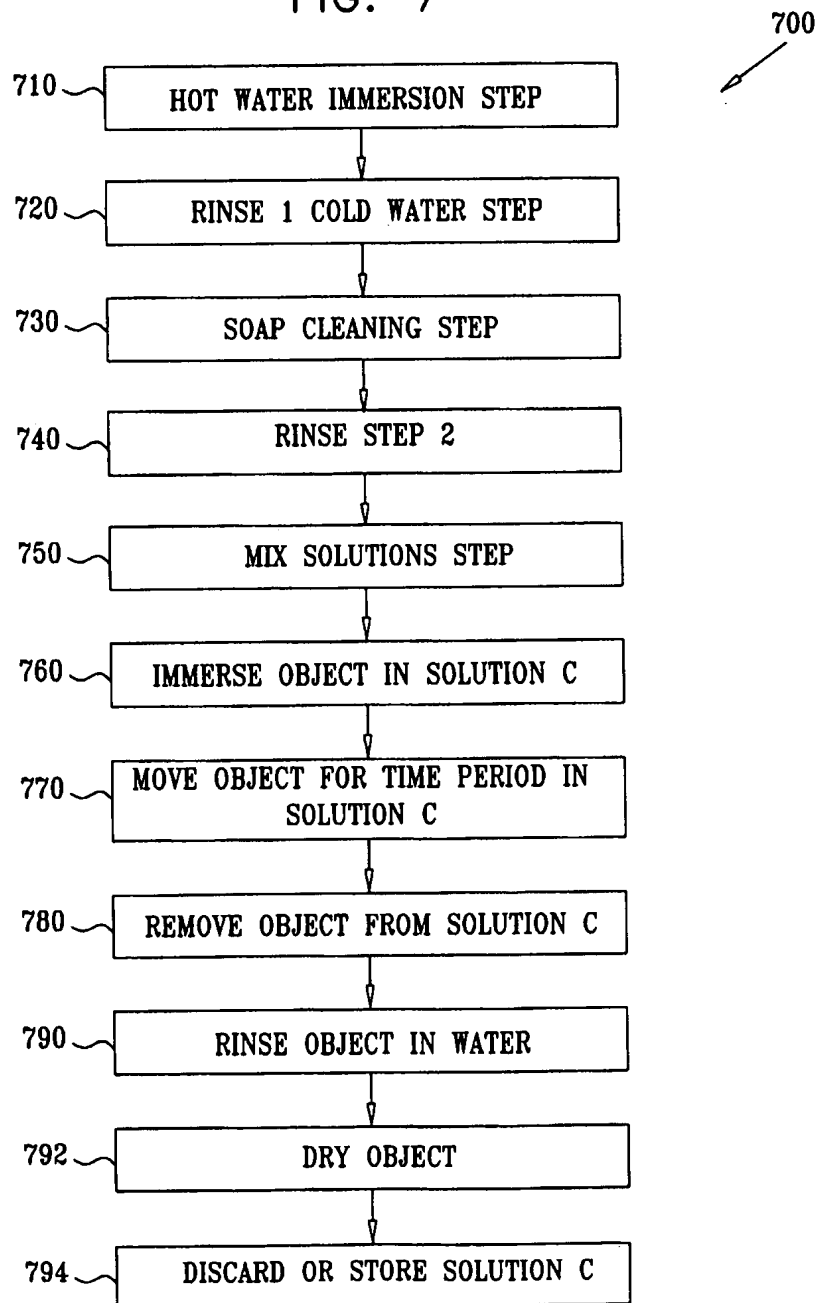 FIG. 7
700
710 HOT WATER IMMERSION STEP
720 RINSE 1 COLD WATER STEP
730 SOAP CLEANING STEP
740 RINSE STEP 2
750 MIX SOLUTIONS STEP
760 IMMERSE OBJECT IN SOLUTION C
770 MOVE OBJECT FOR TIME PERIOD IN
SOLUTION C
780 REMOVE OBJECT FROM SOLUTION C
790 RINSE OBJECT IN WATER
792 DRY OBJECT
794 DISCARD OR STORE SOLUTION C